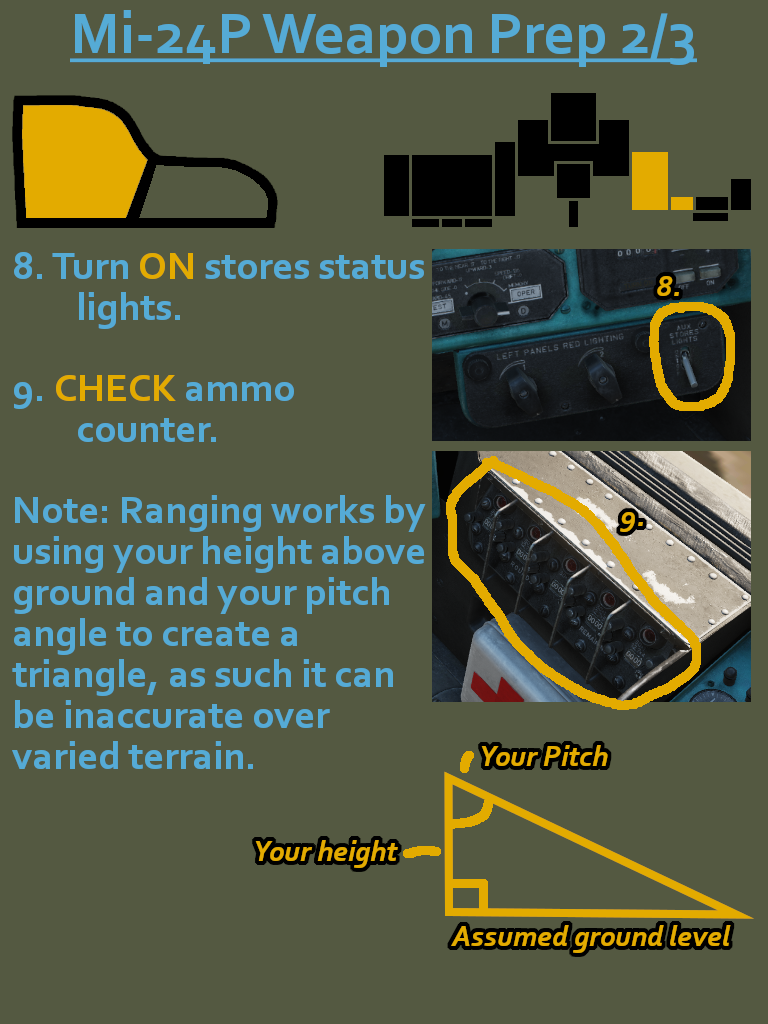 Mi-24P Weapon Prep 2/3
8. Turn ON stores status
lights.
9. CHECK ammo
counter.
Note: Ranging works by
using your height above
ground and your pitch
angle to create a
triangle, as such it can
be inaccurate over
varied terrain.
8.
OPER
ON
AUX
STORES
LIGHTS
LEFT PANELS RED LIGHTING
9.
Your Pitch
Your height
Assumed ground level